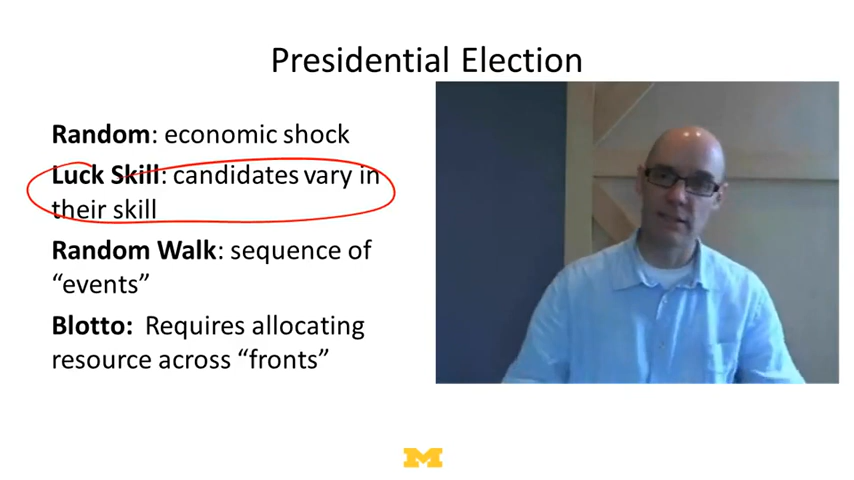 Presidential Election
Random: economic shock
Luck Skill: candidates vary in
their skill
Random Walk: sequence of
“events”
Blotto:  Requires allocating
resource across “fronts”
M